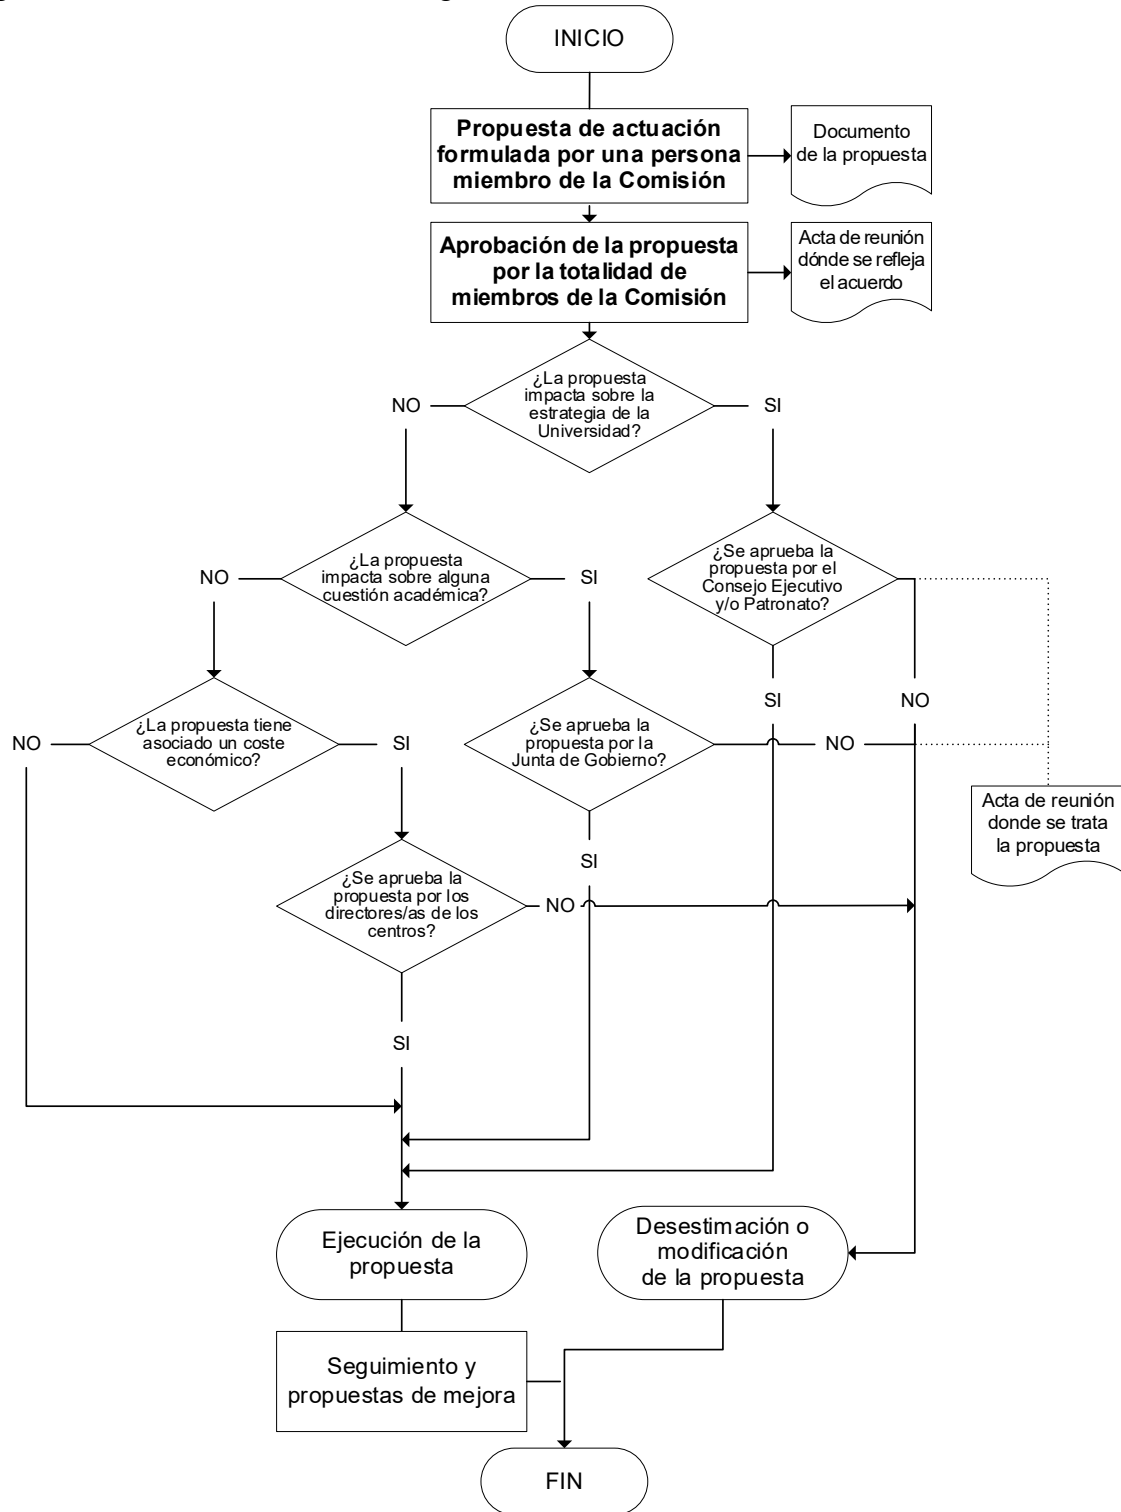 INICIO
Propuesta de actuación
formulada por una persona
miembro de la Comisión
Documento
de la propuesta
Aprobación de la propuesta
por la totalidad de
miembros de la Comisión
Acta de reunión
dónde se refleja
el acuerdo
¿La propuesta
impacta sobre la
estrategia de la
Universidad?
NO
SI
¿La propuesta
impacta sobre alguna
cuestión académica?
NO
SI
¿Se aprueba la
propuesta por el
Consejo Ejecutivo
y/o Patronato?
SI
NO
¿La propuesta tiene
asociado un coste
económico?
NO
SI
¿Se aprueba la
propuesta por la
Junta de Gobierno?
NO
SI
Acta de reunión
donde se trata
la propuesta
¿Se aprueba la
propuesta por los
directores/as de los
centros?
NO
SI
Ejecución de la
propuesta
Desestimación o
modificación
de la propuesta
Seguimiento y
propuestas de mejora
FIN